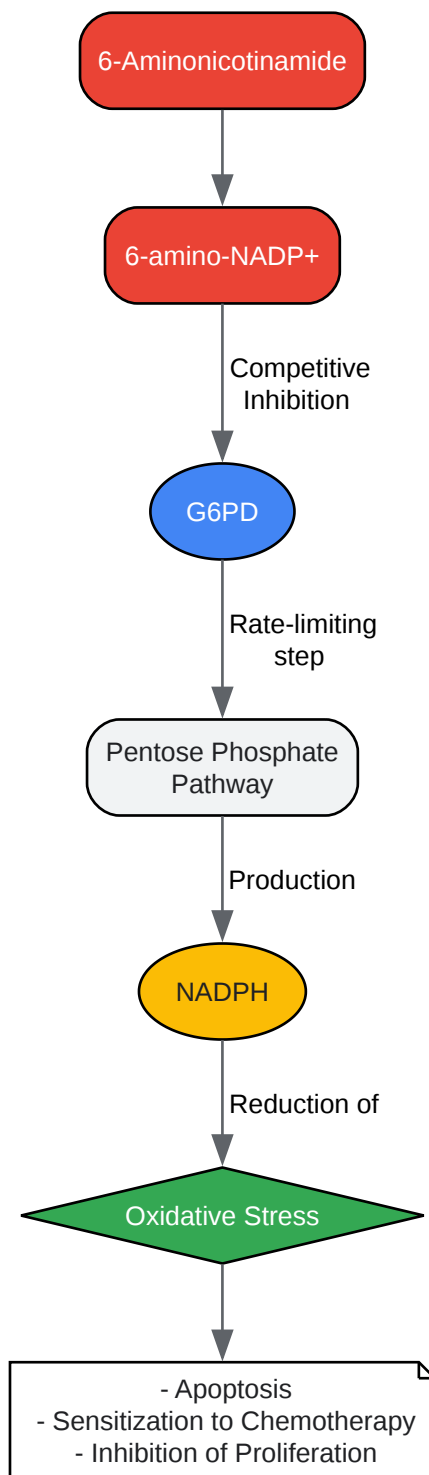 6-Aminonicotinamide
6-amino-NADP+
Competitive
Inhibition
G6PD
Rate-limiting
step
Pentose Phosphate
Pathway
Production
NADPH
Reduction of
Oxidative Stress
- Apoptosis
- Sensitization to Chemotherapy
- Inhibition of Proliferation